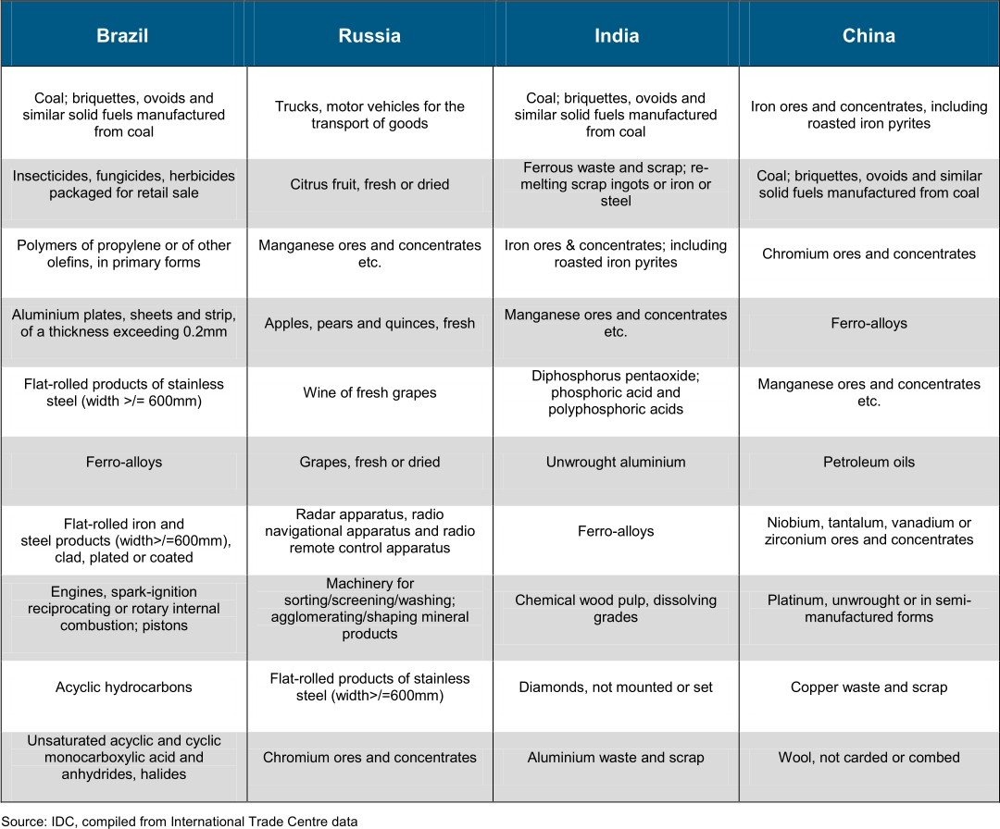 Brazil
Russia
India
China
Coal; briquettes, ovoids and
similar solid fuels manufactured
from coal
Trucks, motor vehicles for the
transport of goods
Coal; briquettes, ovoids and
similar solid fuels manufactured
from coal
Iron ores and concentrates, including
roasted iron pyrites
Insecticides, fungicides, herbicides
packaged for retail sale
Citrus fruit, fresh or dried
Ferrous waste and scrap; re-
melting scrap ingots or iron or
steel
Coal; briquettes, ovoids and similar
solid fuels manufactured from coal
Polymers of propylene or of other
olefins, in primary forms
Manganese ores and concentrates
etc.
Iron ores & concentrates; including
roasted iron pyrites
Chromium ores and concentrates
Aluminium plates, sheets and strip,
of a thickness exceeding 0.2mm
Apples, pears and quinces, fresh
Manganese ores and concentrates
etc.
Ferro-alloys
Flat-rolled products of stainless
steel (width >/= 600mm)
Wine of fresh grapes
Diphosphorus pentaoxide;
phosphoric acid and
polyphosphoric acids
Manganese ores and concentrates
etc.
Ferro-alloys
Grapes, fresh or dried
Unwrought aluminium
Petroleum oils
Flat-rolled iron and
steel products (width>/=600mm),
clad, plated or coated
Radar apparatus, radio
navigational apparatus and radio
remote control apparatus
Ferro-alloys
Niobium, tantalum, vanadium or
zirconium ores and concentrates
Engines, spark-ignition
reciprocating or rotary internal
combustion; pistons
Machinery for
sorting/screening/washing;
agglomerating/shaping mineral
products
Chemical wood pulp, dissolving
grades
Platinum, unwrought or in semi-
manufactured forms
Acyclic hydrocarbons
Flat-rolled products of stainless
steel (width>/=600mm)
Diamonds, not mounted or set
Copper waste and scrap
Unsaturated acyclic and cyclic
monocarboxylic acid and
anhydrides, halides
Chromium ores and concentrates
Aluminium waste and scrap
Wool, not carded or combed
Source: IDC, compiled from International Trade Centre data